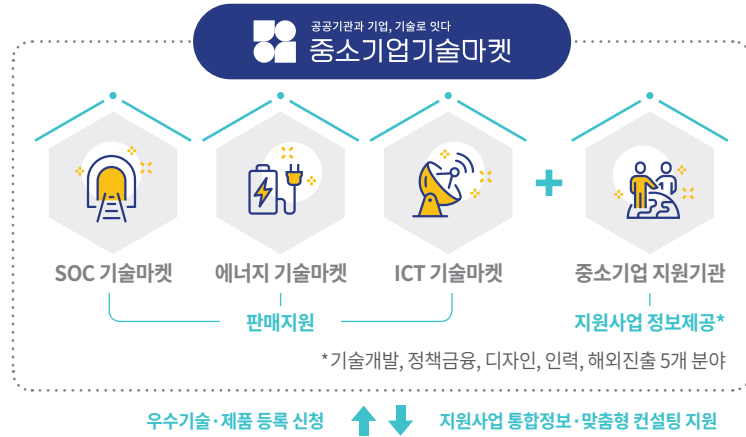 공공기관과 기업, 기술로 잇다
중소기업기술마켓
SOC 기술마켓
에너지 기술마켓
ICT 기술마켓
중소기업 지원기관
판매지원
지원사업 정보제공*
*기술개발, 정책금융, 디자인, 인력, 해외진출 5개 분야
우수기술·제품 등록 신청
지원사업 통합정보·맞춤형 컨설팅 지원